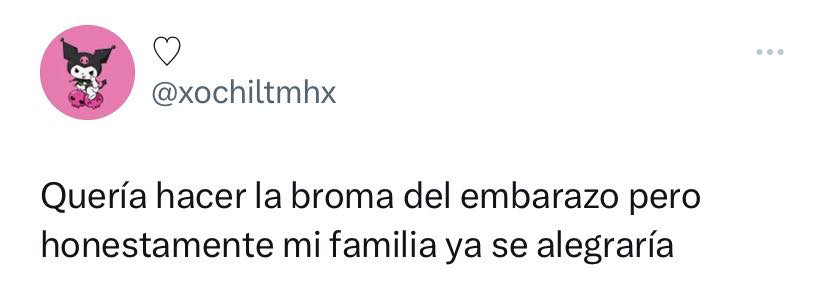 ♡
@xochiltmhx
Quería hacer la broma del embarazo pero
honestamente mi familia ya se alegraría